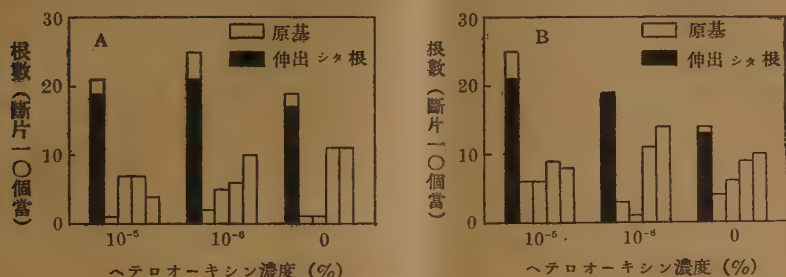 根數（斷片一〇個當）
30
20
10
0
A
原基
伸出シタ根
10⁻⁵ 10⁻⁶ 0
ヘテロオーキシン濃度（%）
根數（斷片一〇個當）
30
20
10
0
B
原基
伸出シタ根
10⁻⁵ 10⁻⁶ 0
ヘテロオーキシン濃度（%）